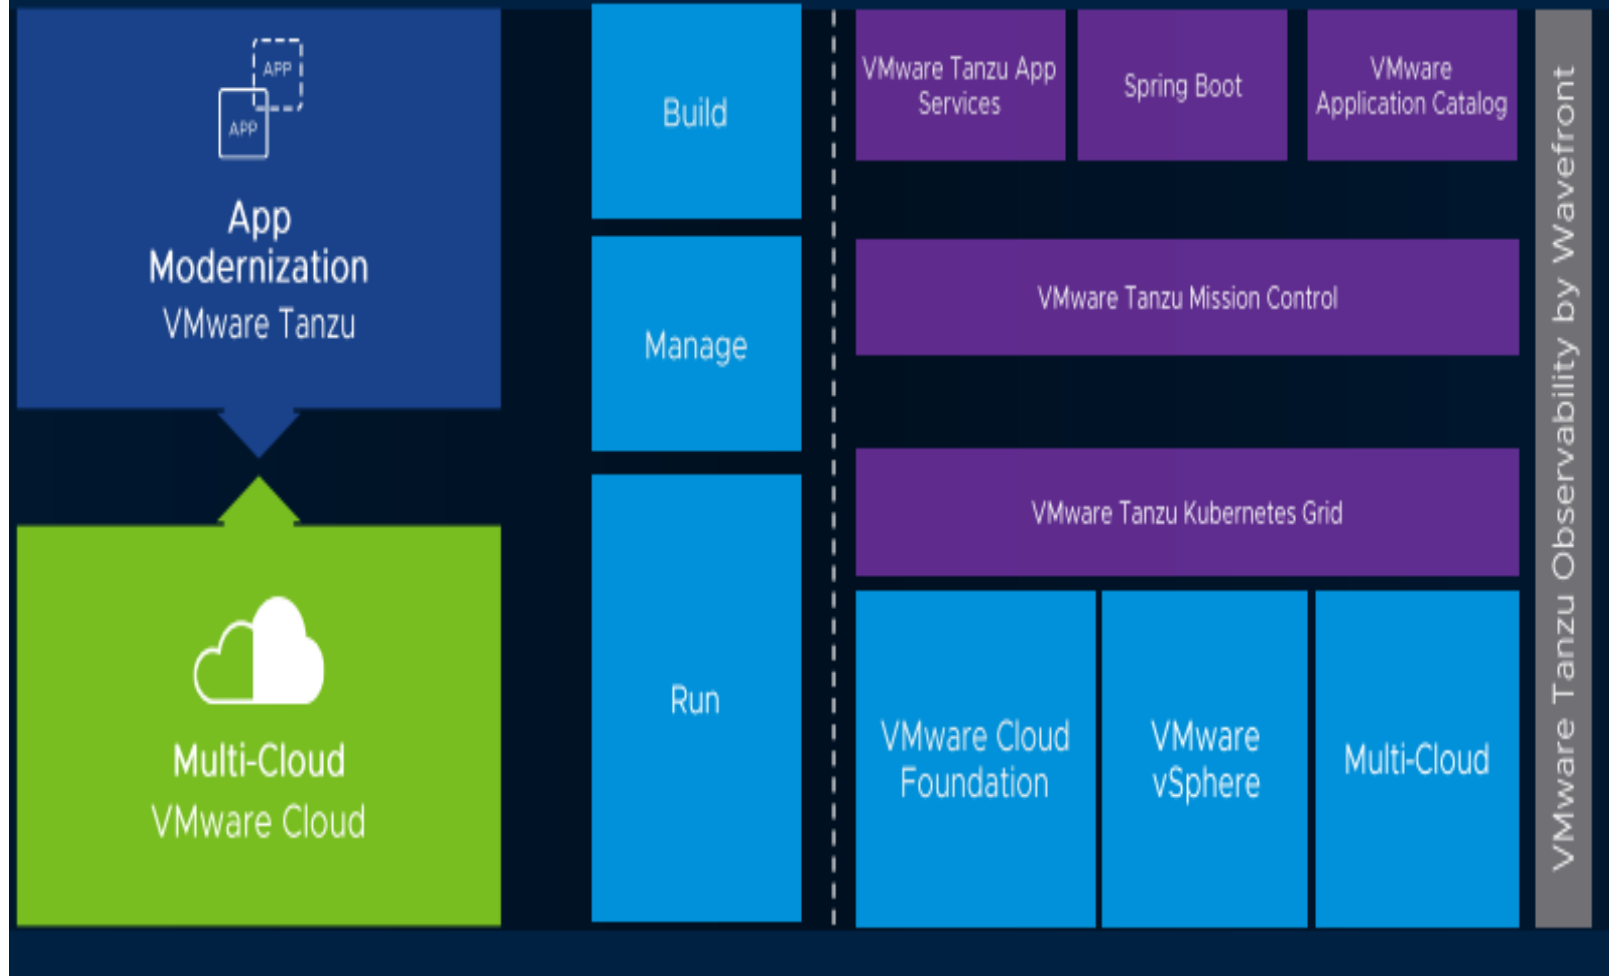 APP
APP
App
Modernization
VMware Tanzu
Multi-Cloud
VMware Cloud
Build
Manage
Run
VMware Tanzu App
Services
Spring Boot
VMware
Application Catalog
VMware Tanzu Mission Control
VMware Tanzu Kubernetes Grid
VMware Cloud
Foundation
VMware
vSphere
Multi-Cloud
VMware Tanzu Observability by Wavefront